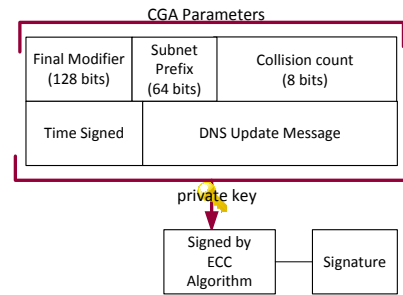 CGA Parameters
Final Modifier
(128 bits)
Subnet
Prefix
(64 bits)
Collision count
(8 bits)
Time Signed
DNS Update Message
private key
Signed by
ECC
Algorithm
Signature